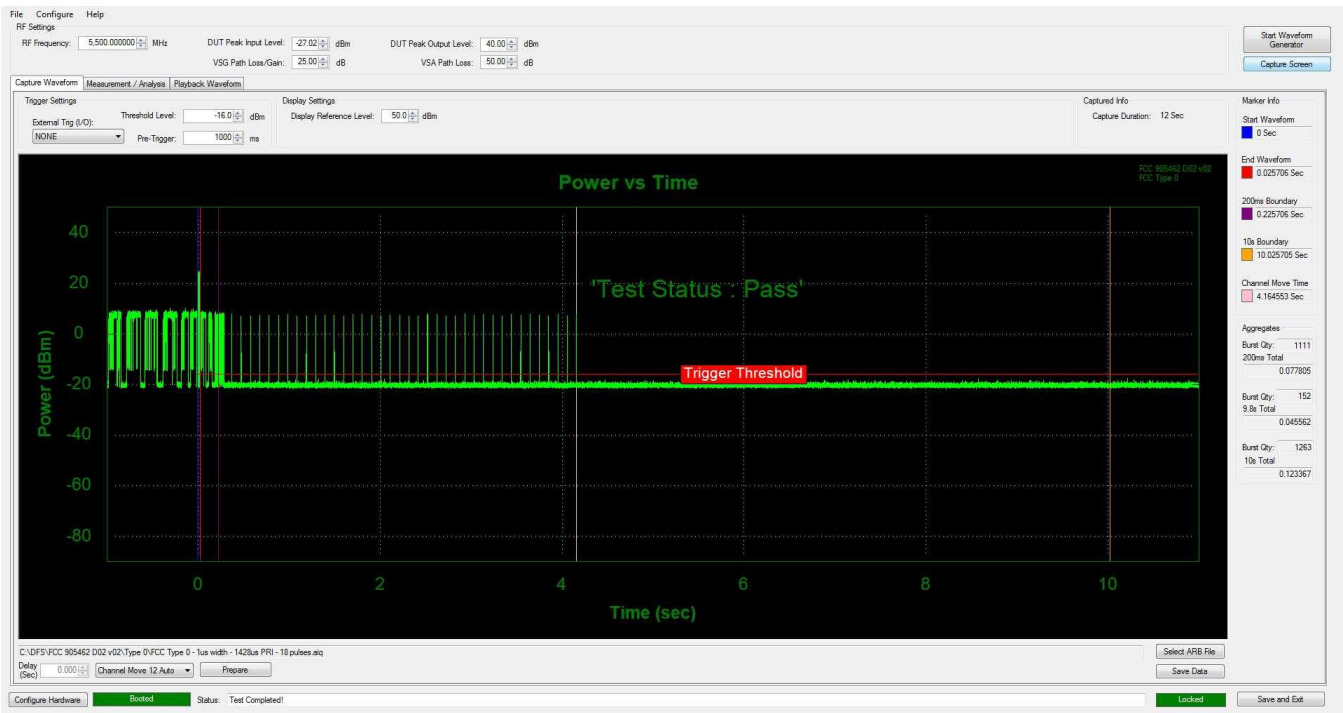 File Configure Help
RF Settings
RF Frequency: 5,500.000000 MHz DUT Peak Input Level: -27.02 dBm DUT Peak Output Level: 40.00 dBm
VSG Path Loss/Gain: 25.00 dB VSA Path Loss: 50.00 dB
Start Waveform
Generator
Capture Screen
Capture Waveform Measurement / Analysis Playback Waveform
Trigger Settings
External Trig (I/O):
NONE
Threshold Level: -16.0 dBm
Pre-Trigger: 1000 ms
Display Settings
Display Reference Level: 50.0 dBm
Captured Info
Capture Duration: 12 Sec
Power vs Time
FCC 905462 D02 v02
FCC Type 0
'Test Status : Pass'
Trigger Threshold
Power (dBm)
40
20
0
-20
-40
-60
-80
0 2 4 6 8 10
Time (sec)
Marker Info
Start Waveform
0 Sec
End Waveform
0.025706 Sec
200ms Boundary
0.225706 Sec
10s Boundary
10.025705 Sec
Channel Move Time
4.164553 Sec
Aggregates
Burst Qty: 1111
200ms Total
0.077805
Burst Qty: 152
9.8s Total
0.045562
Burst Qty: 1263
10s Total
0.123367
C:\DFS\FCC 905462 D02 v02\Type 0\FCC Type 0 - 1us width - 1428us PRI - 18 pulses.aiq
Select ARB File
Delay
(Sec) 0.000 Channel Move 12 Auto Prepare
Save Data
Configure Hardware Booted Status: Test Completed! Locked Save and Exit